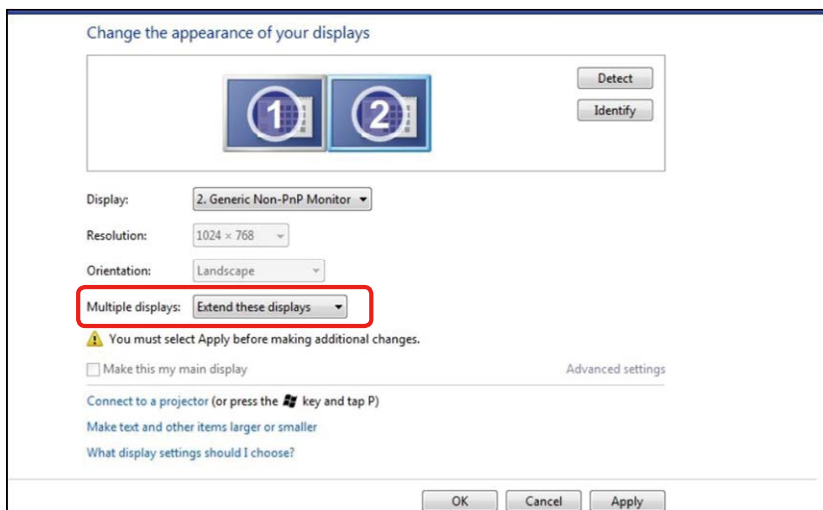 Change the appearance of your displays
1 2
Detect
Identify
Display: 2. Generic Non-PnP Monitor
Resolution: 1024 × 768
Orientation: Landscape
Multiple displays: Extend these displays
You must select Apply before making additional changes.
Make this my main display Advanced settings
Connect to a projector (or press the key and tap P)
Make text and other items larger or smaller
What display settings should I choose?
OK Cancel Apply